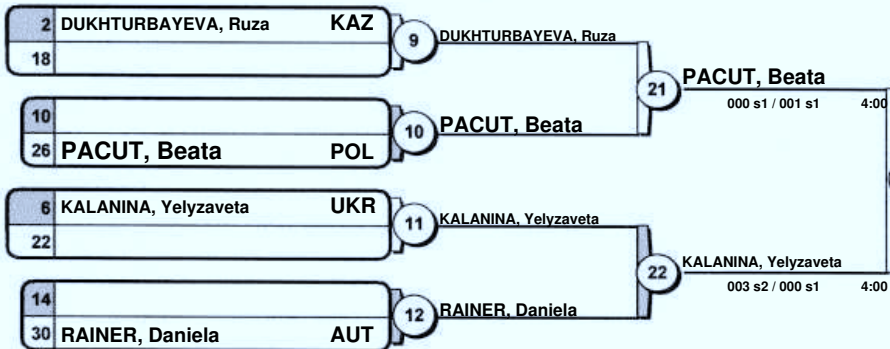 2 DUKHTURBAYEVA, Ruza KAZ
18
9
DUKHTURBAYEVA, Ruza
10
26 PACUT, Beata POL
10
PACUT, Beata
21
PACUT, Beata
000 s1 / 001 s1 4:00
6 KALANINA, Yelyzaveta UKR
22
11
KALANINA, Yelyzaveta
14
30 RAINER, Daniela AUT
12
RAINER, Daniela
22
KALANINA, Yelyzaveta
003 s2 / 000 s1 4:00